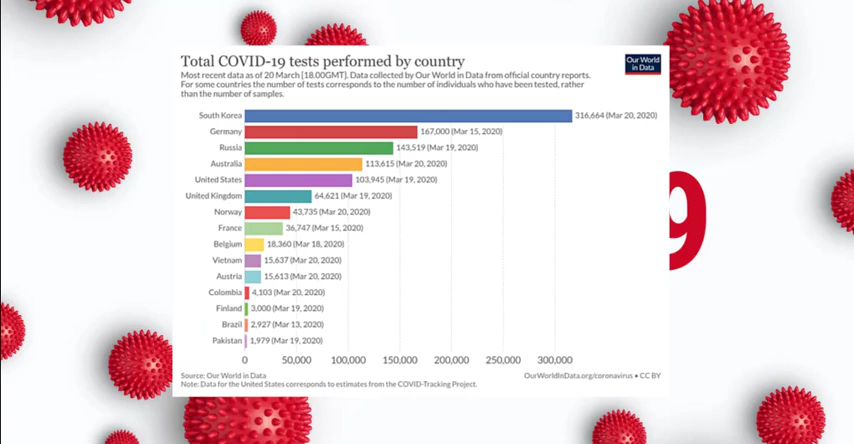 Total COVID-19 tests performed by country
Our World
in Data
Most recent data as of 20 March [18.00GMT]. Data collected by Our World in Data from official country reports.
For some countries the number of tests corresponds to the number of individuals who have been tested, rather
than the number of samples.
South Korea 316,664 (Mar 20, 2020)
Germany 167,000 (Mar 15, 2020)
Russia 143,519 (Mar 19, 2020)
Australia 113,615 (Mar 20, 2020)
United States 103,945 (Mar 19, 2020)
United Kingdom 64,621 (Mar 19, 2020)
Norway 43,735 (Mar 20, 2020)
France 36,747 (Mar 15, 2020)
Belgium 18,360 (Mar 18, 2020)
Vietnam 15,637 (Mar 20, 2020)
Austria 15,613 (Mar 20, 2020)
Colombia 4,103 (Mar 20, 2020)
Finland 3,000 (Mar 19, 2020)
Brazil 2,927 (Mar 13, 2020)
Pakistan 1,979 (Mar 19, 2020)
0 50,000 100,000 150,000 200,000 250,000 300,000
Source: Our World in Data OurWorldInData.org/coronavirus • CC BY
Note: Data for the United States corresponds to estimates from the COVID-Tracking Project.
9